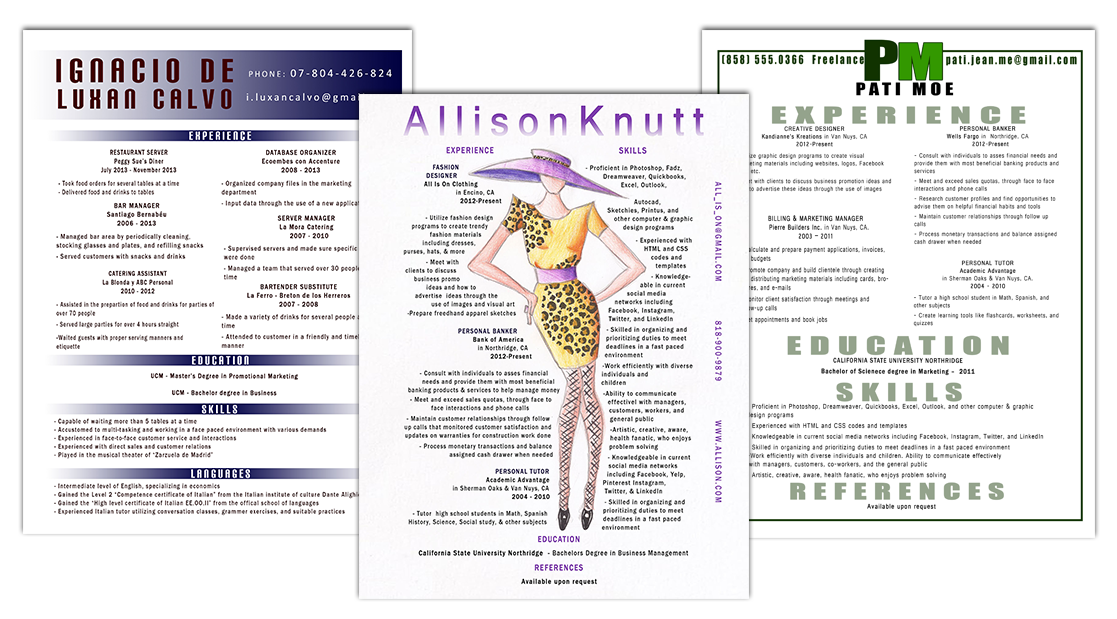 IGNACIO DE
LUXAN CALVO
PHONE: 07-804-426-824
i.luxancalvo@gma
EXPERIENCE
RESTAURANT SERVER
Peggy Sue's Diner
July 2013 - November 2013
- Took food orders for several tables at a time
- Delivered food and drinks to tables
BAR MANAGER
Santiago Bernabéu
2006 - 2013
- Managed bar area by periodically cleaning,
stocking glasses and plates, and refilling snacks
- Served customers with snacks and drinks
CATERING ASSISTANT
La Blonda y ABC Personal
2010 - 2012
- Assisted in the prepartion of food and drinks for parties of
over 70 people
- Served large parties for over 4 hours straight
-Waited guests with proper serving manners and
etiquette
DATABASE ORGANIZER
Ecoembes con Accenture
- 2013
- Organized company files in the marketing
department
- Input data through the use of a new applica
SERVER MANAGER
La Mora Catering
2007 - 2010
- Supervised servers and made sure specific
were done
- Managed a team that served over 30 people
time
BARTENDER SUBSTITUTE
La Ferro - Breton de los Herreros
2007 - 2008
- Made a variety of drinks for several people a
time
- Attended to customer in a friendly and timel
manner
EDUCATION
UCM - Master's Degree in Promotional Marketing
UCM - Bachelor degree in Business
SKILLS
- Capable of waiting more than 5 tables at a time
- Accustomed to multi-tasking and working in a face paced environment with various demands
- Experienced in face-to-face customer service and interactions
- Experienced with direct sales and customer relations
- Played in the musical theater of "Zarzuela de Madrid"
LANGUAGES
- Intermediate level of English, specializing in economics
- Gained the Level 2 "Competence certificate of Italian" from the Italian institute of culture Dante Alighie
- Gained the "High level certificate of Italian EE.OO.II" from the official school of languages
- Experienced Italian tutor utilizing conversation classes, grammer exercises, and suitable practices
AllisonKnutt
EXPERIENCE
FASHION
DESIGNER
All Is On Clothing
in Encino, CA
2012-Present
- Utilize fashion design
programs to create trendy
fashion materials
including dresses,
purses, hats, & more
- Meet with
clients to discuss
business promo
ideas and how to
advertise ideas through the
use of images and visual art
-Prepare freedhand apparel sketches
PERSONAL BANKER
Bank of America
in Northridge, CA
2012-Present
- Consult with individuals to asses financial
needs and provide them with most beneficial
banking products & services to help manage money
- Meet and exceed sales quotas, through face to
face interactions and phone calls
- Maintain customer relationships through follow
up calls that monitored customer satisfaction and
updates on warranties for construction work done
- Process monetary transactions and balance
assigned cash drawer when needed
PERSONAL TUTOR
Academic Advantage
in Sherman Oaks & Van Nuys, CA
2004 - 2010
- Tutor high school students in Math, Spanish
History, Science, Social study, & other subjects
SKILLS
- Proficient in Photoshop, Fadz,
Dreamweaver, Quickbooks,
Excel, Outlook,
Autocad,
Sketchies, Printus, and
other computer & graphic
design programs
- Experienced with
HTML and CSS
codes and
templates
- Knowledge-
able in current
social media
networks including
Facebook, Instagram,
Twitter, and LinkedIn
- Skilled in organizing and
prioritizing duties to meet
deadlines in a fast paced
environment
-Work efficiently with diverse
individuals and
children
-Ability to communicate
effectivel with managers,
customers, workers, and
general public
-Artistic, creative, aware,
health fanatic, who enjoys
problem solving
- Knowledgeable in current
social media networks
including Facebook, Yelp,
Pinterest Instagram,
Twitter, & LinkedIn
- Skilled in organizing and
prioritizing duties to meet
deadlines in a fast paced
environment
ALL_IS_ON@GMAIL.COM
818-900-9879
WWW.ALLISON.COM
EDUCATION
California State University Northridge - Bachelors Degree in Business Management
REFERENCES
Available upon request
(858) 555.0366 Freelance
PM
PATI MOE
pati.jean.me@gmail.com
EXPERIENCE
CREATIVE DESIGNER
Kandianne's Kreations in Van Nuys, CA
2012-Present
ze graphic design programs to create visual
eting materials including websites, logos, Facebook
etc.
t with clients to discuss business promotion ideas and
to advertise these ideas through the use of images
BILLING & MARKETING MANAGER
Pierre Builders Inc. in Van Nuys, CA.
2003 – 2011
alculate and prepare payment applications, invoices,
budgets
omote company and build clientele through creating
distributing marketing materials including cards, bro-
es, and e-mails
nitor client satisfaction through meetings and
w-up calls
et appointments and book jobs
PERSONAL BANKER
Wells Fargo in Northridge, CA
2012-Present
- Consult with individuals to asses financial needs and
provide them with most beneficial banking products and
services
- Meet and exceed sales quotas, through face to face
interactions and phone calls
- Research customer profiles and find opportunities to
advise them on helpful financial habits and tools
- Maintain customer relationships through follow up
calls
- Process monetary transactions and balance assigned
cash drawer when needed
PERSONAL TUTOR
Academic Advantage
in Sherman Oaks & Van Nuys, CA
2004 - 2010
- Tutor a high school student in Math, Spanish, and
other subjects
- Create learning tools like flashcards, worksheets, and
quizzes
EDUCATION
CALIFORNIA STATE UNIVERSITY NORTHRIDGE
Bachelor of Scienece degree in Marketing - 2011
SKILLS
Proficient in Photoshop, Dreamweaver, Quickbooks, Excel, Outlook, and other computer & graphic
design programs
Experienced with HTML and CSS codes and templates
Knowledgeable in current social media networks including Facebook, Instagram, Twitter, and LinkedIn
Skilled in organizing and prioritizing duties to meet deadlines in a fast paced environment
Work efficiently with diverse individuals and children. Ability to communicate effectively
with managers, customers, co-workers, and the general public
Artistic, creative, aware, health fanatic, who enjoys problem solving
REFERENCES
Available upon request